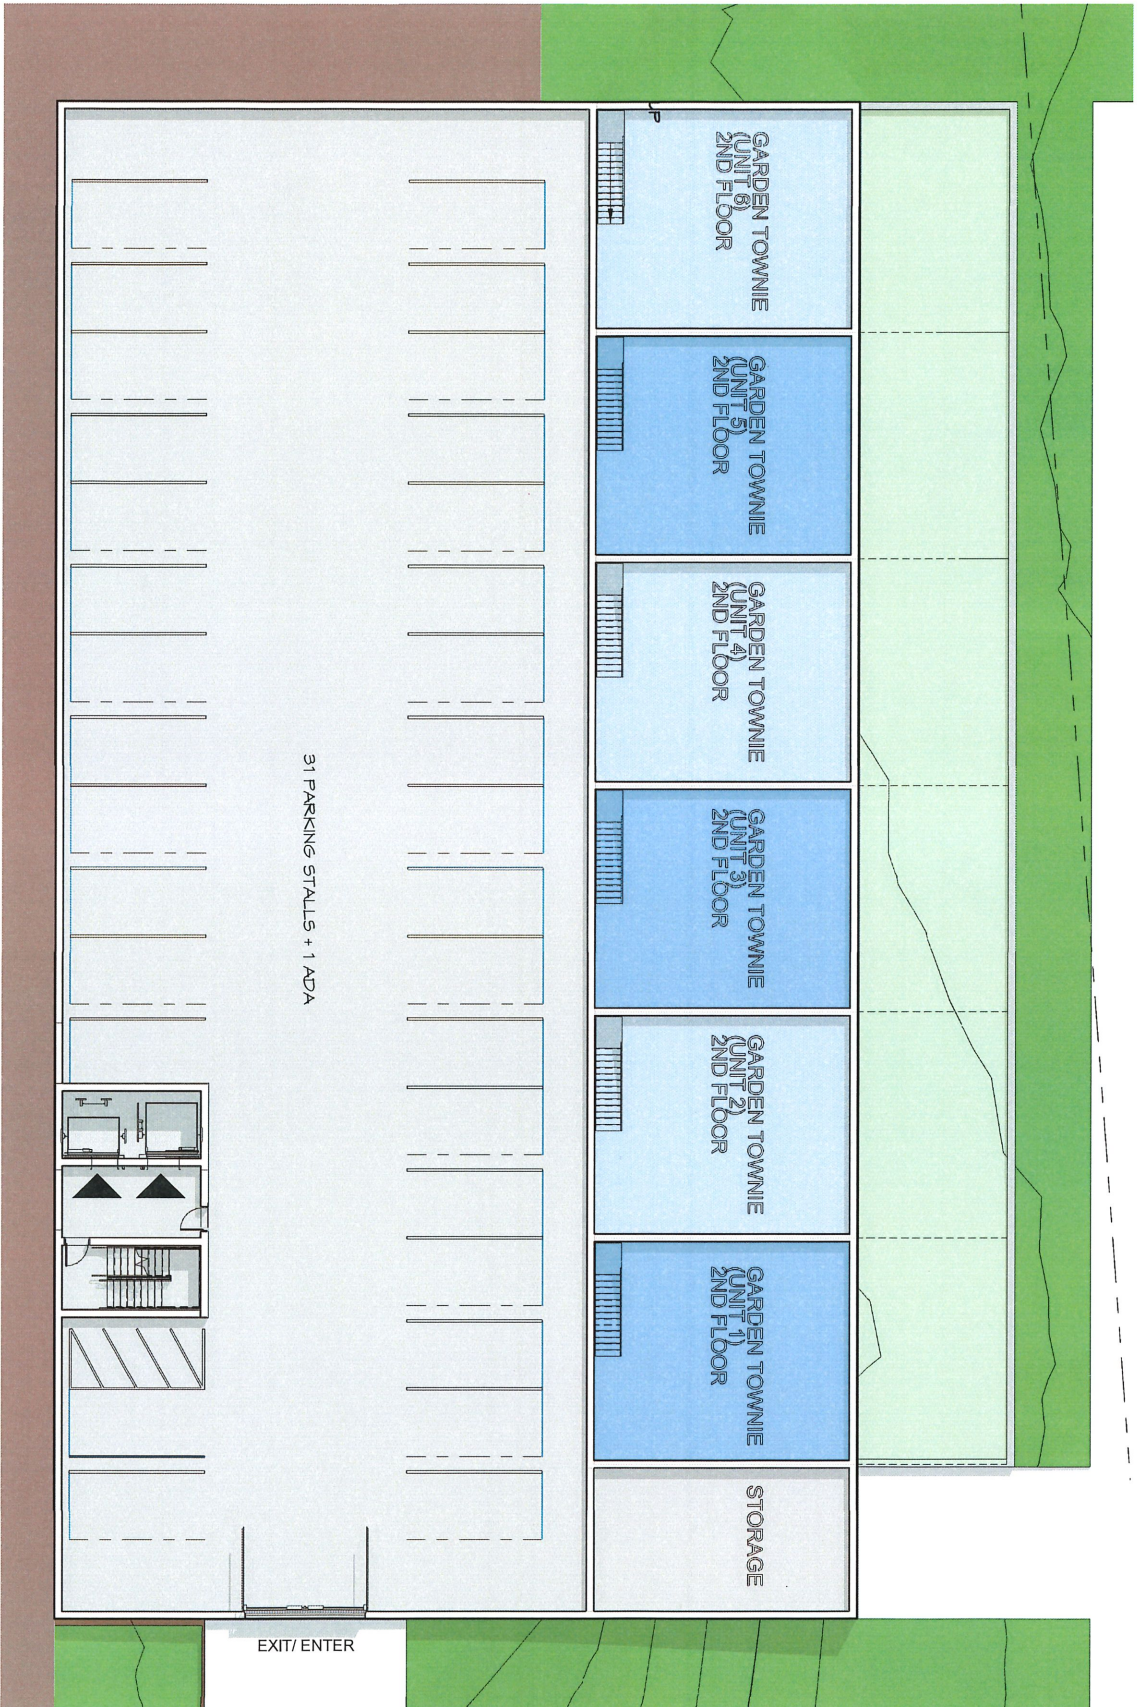 UP
GARDEN TOWNIE
(UNIT 6)
2ND FLOOR
GARDEN TOWNIE
(UNIT 5)
2ND FLOOR
GARDEN TOWNIE
(UNIT 4)
2ND FLOOR
GARDEN TOWNIE
(UNIT 3)
2ND FLOOR
GARDEN TOWNIE
(UNIT 2)
2ND FLOOR
GARDEN TOWNIE
(UNIT 1)
2ND FLOOR
STORAGE
31 PARKING STALLS + 1 ADA
EXIT/ ENTER